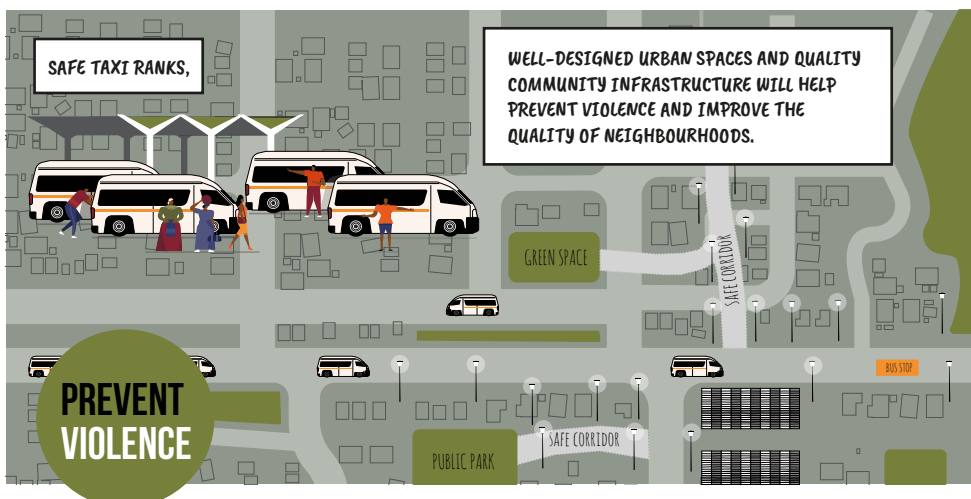 SAFE TAXI RANKS,
WELL-DESIGNED URBAN SPACES AND QUALITY
COMMUNITY INFRASTRUCTURE WILL HELP
PREVENT VIOLENCE AND IMPROVE THE
QUALITY OF NEIGHBOURHOODS.
GREEN SPACE
SAFE CORRIDOR
BUS STOP
PREVENT
VIOLENCE
SAFE CORRIDOR
PUBLIC PARK